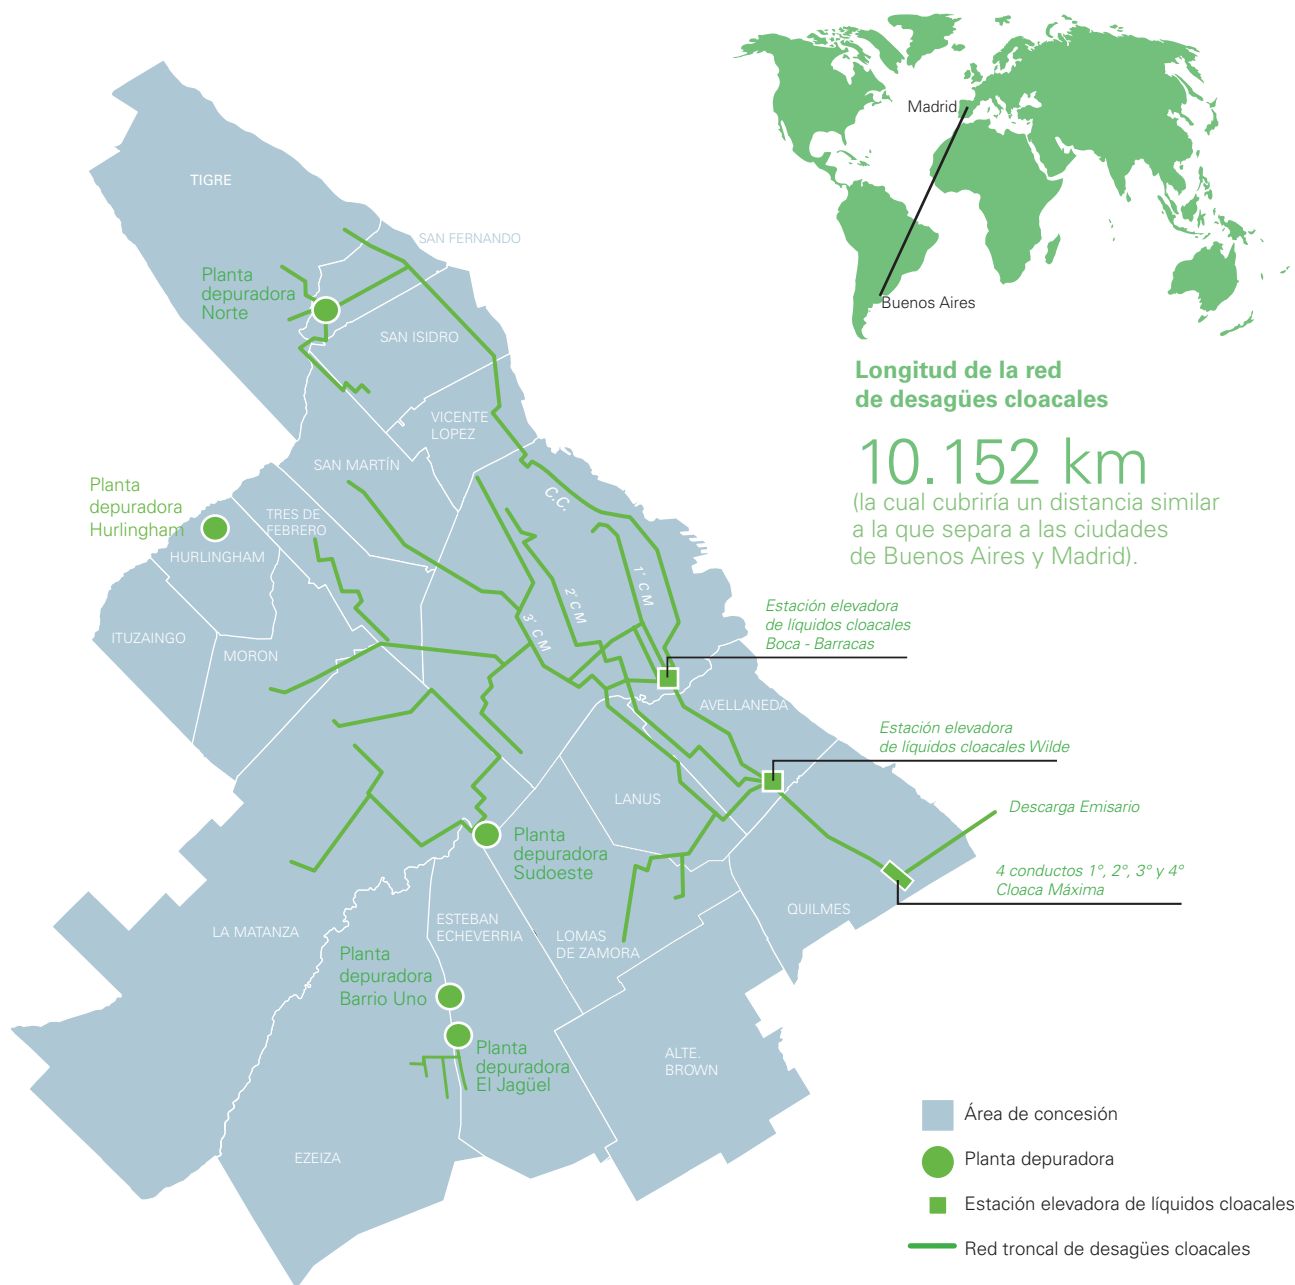 TIGRE
SAN FERNANDO
Planta
depuradora
Norte
SAN ISIDRO
VICENTE
LOPEZ
SAN MARTÍN
Planta
depuradora
Hurlingham
TRES DE
FEBRERO
HURLINGHAM
C.C.
1° C M
2° C M
3° C M
ITUZAINGO
MORON
AVELLANEDA
LANUS
Planta
depuradora
Sudoeste
QUILMES
LA MATANZA
ESTEBAN
ECHEVERRIA
LOMAS
DE ZAMORA
Planta
depuradora
Barrio Uno
Planta
depuradora
El Jagüel
ALTE.
BROWN
EZEIZA
Madrid
Buenos Aires
Longitud de la red
de desagües cloacales
10.152 km
(la cual cubriría un distancia similar
a la que separa a las ciudades
de Buenos Aires y Madrid).
Estación elevadora
de líquidos cloacales
Boca - Barracas
Estación elevadora
de líquidos cloacales Wilde
Descarga Emisario
4 conductos 1°, 2°, 3° y 4°
Cloaca Máxima
Área de concesión
Planta depuradora
Estación elevadora de líquidos cloacales
Red troncal de desagües cloacales